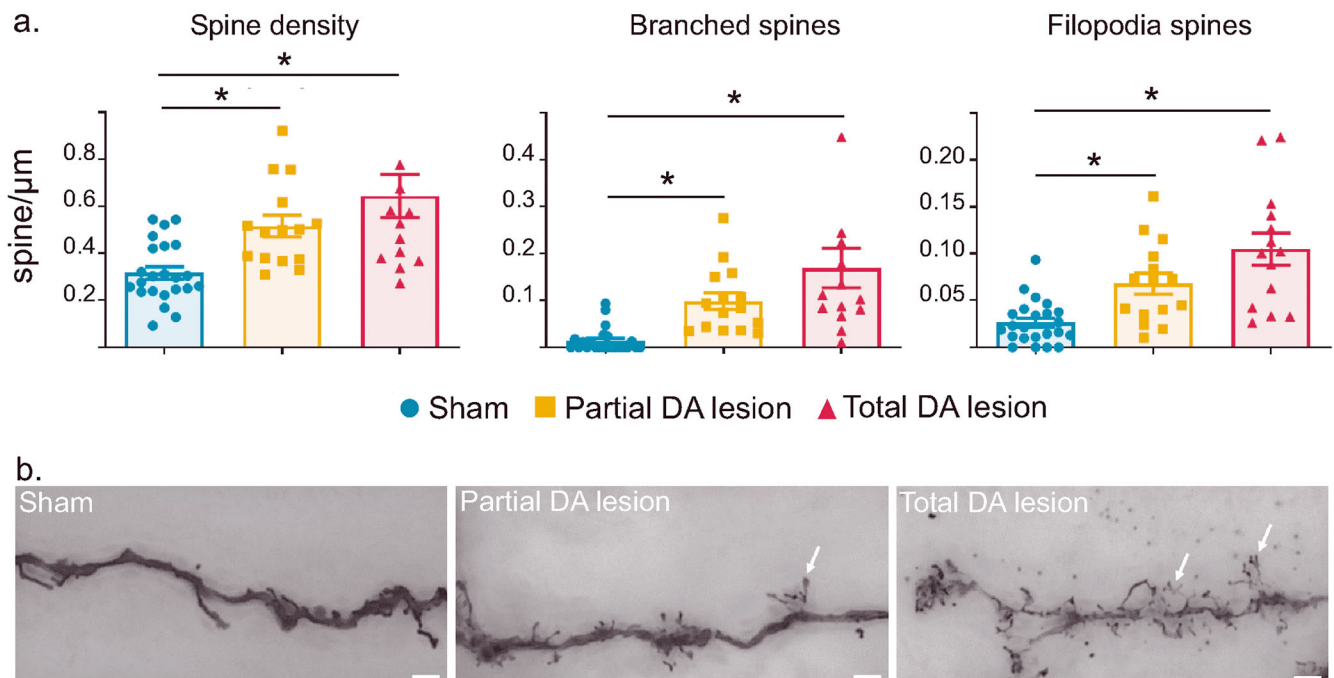 a.
Spine density
Branched spines
Filopodia spines
*
*
*
*
*
*
spine/µm
0.8
0.6
0.4
0.2
0.4
0.3
0.2
0.1
0.20
0.15
0.10
0.05
Sham
Partial DA lesion
Total DA lesion
b.
Sham
Partial DA lesion
Total DA lesion